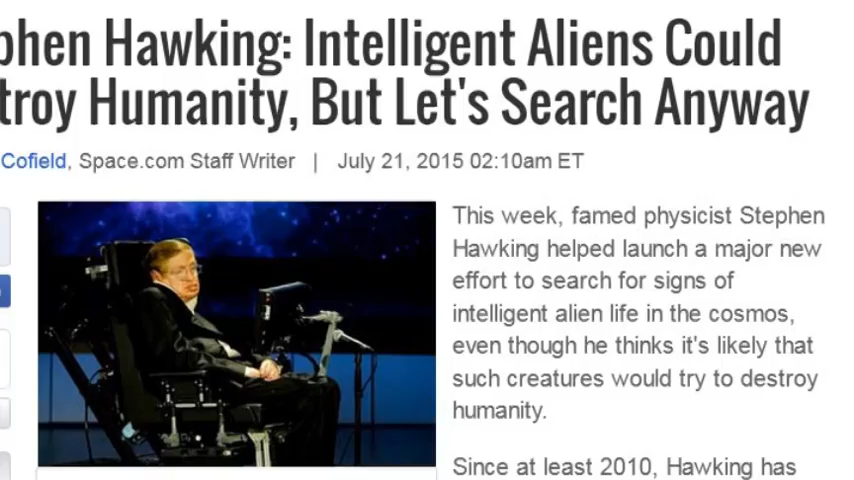 phen Hawking: Intelligent Aliens Could
troy Humanity, But Let's Search Anyway
Cofield, Space.com Staff Writer | July 21, 2015 02:10am ET
This week, famed physicist Stephen
Hawking helped launch a major new
effort to search for signs of
intelligent alien life in the cosmos,
even though he thinks it's likely that
such creatures would try to destroy
humanity.
Since at least 2010, Hawking has